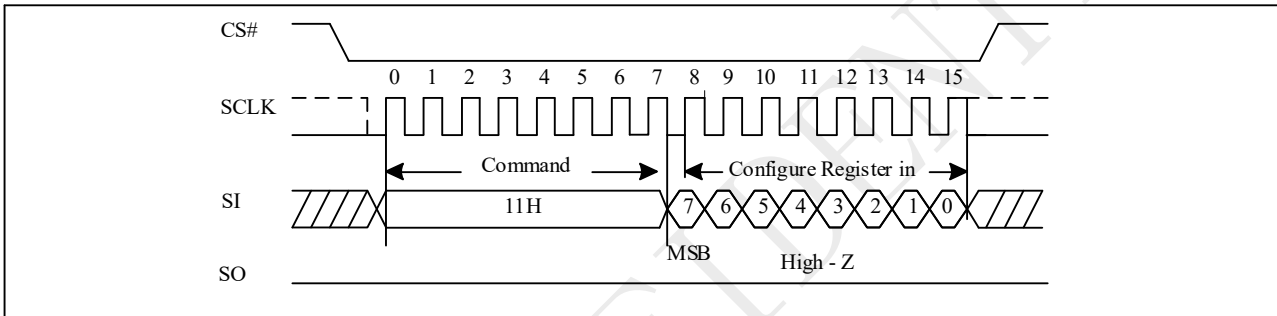 CS#
0 1 2 3 4 5 6 7 8 9 10 11 12 13 14 15
SCLK
Command Configure Register in
SI 11H 7 6 5 4 3 2 1 0
MSB High - Z
SO